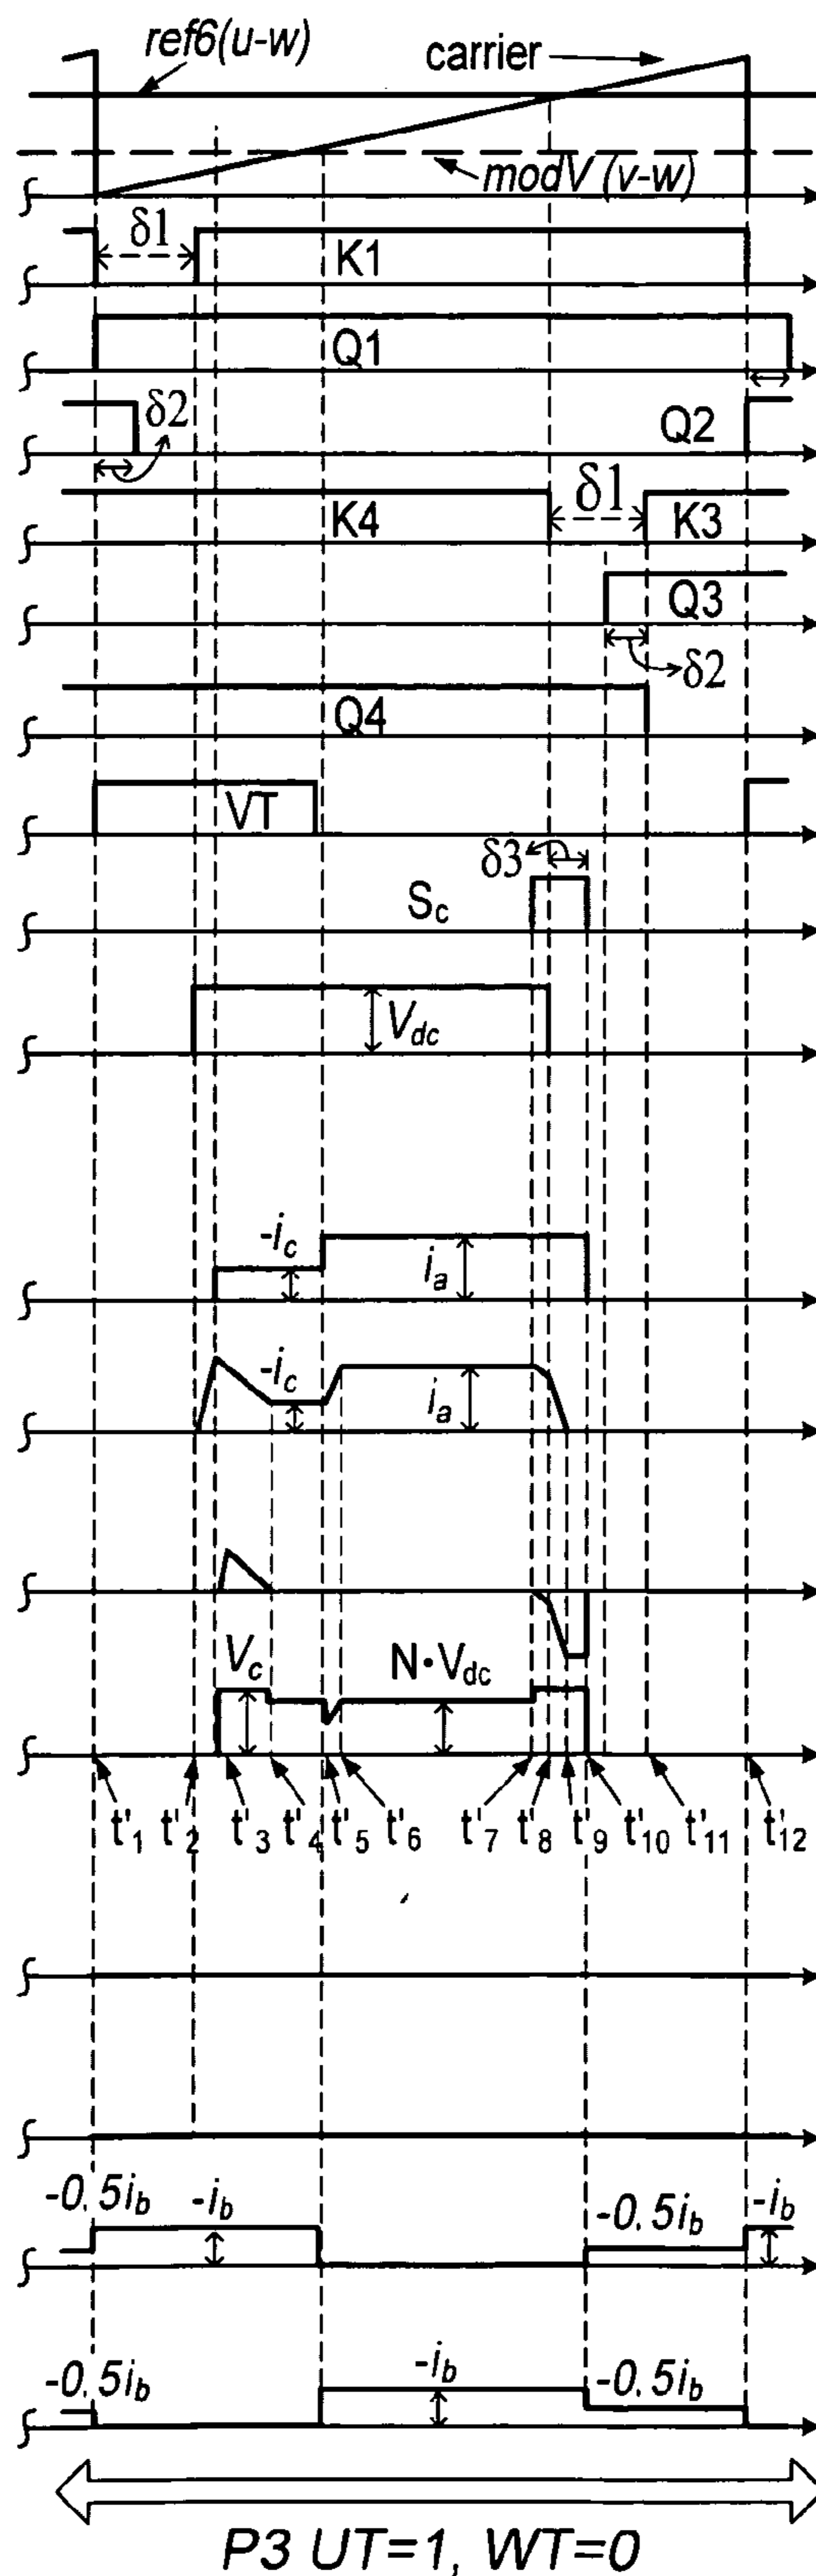 ref6(u-w)
carrier
modV (v-w)
δ1
K1
Q1
δ2
Q2
δ1
K4
K3
Q3
δ2
Q4
VT
δ3
Sc
Vdc
-ic
ia
-ic
ia
Vc
N·Vdc
t'1 t'2 t'3 t'4 t'5 t'6 t'7 t'8 t'9 t'10 t'11 t'12
-0.5ib -ib -0.5ib -ib
-0.5ib -ib -0.5ib
P3 UT=1, WT=0